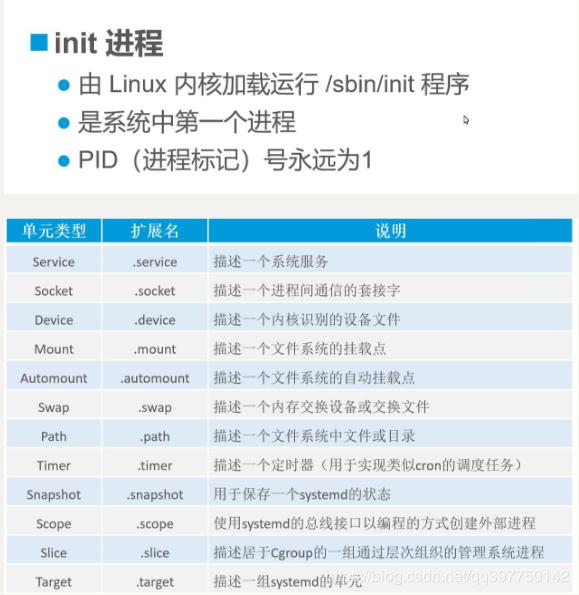 init 进程
由 Linux 内核加载运行 /sbin/init 程序
是系统中第一个进程
PID（进程标记）号永远为1
单元类型 扩展名 说明
Service .service 描述一个系统服务
Socket .socket 描述一个进程间通信的套接字
Device .device 描述一个内核识别的设备文件
Mount .mount 描述一个文件系统的挂载点
Automount .automount 描述一个文件系统的自动挂载点
Swap .swap 描述一个内存交换设备或交换文件
Path .path 描述一个文件系统中文件或目录
Timer .timer 描述一个定时器（用于实现类似cron的调度任务）
Snapshot .snapshot 用于保存一个systemd的状态
Scope .scope 使用systemd的总线接口以编程的方式创建外部进程
Slice .slice 描述居于Cgroup的一组通过层次组织的管理系统进程
Target .target 描述一组systemd的单元
https://blog.csdn.net/qq397750142